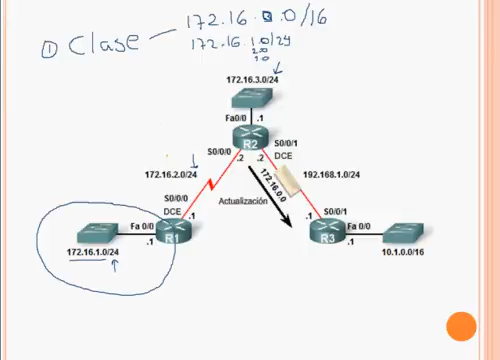 ① Clase — 172.16.0.0/16
172.16.1.0/24
2.0
172.16.3.0/24
Fa0/0 .1
R2
S0/0/1
DCE
S0/0/0
.2 .2
172.16.2.0/24
192.168.1.0/24
172.16.0.0
Actualización
S0/0/0
DCE
.1
S0/0/1
.1
Fa 0/0
.1
R1
172.16.1.0/24
R3
Fa 0/0
.1
10.1.0.0/16